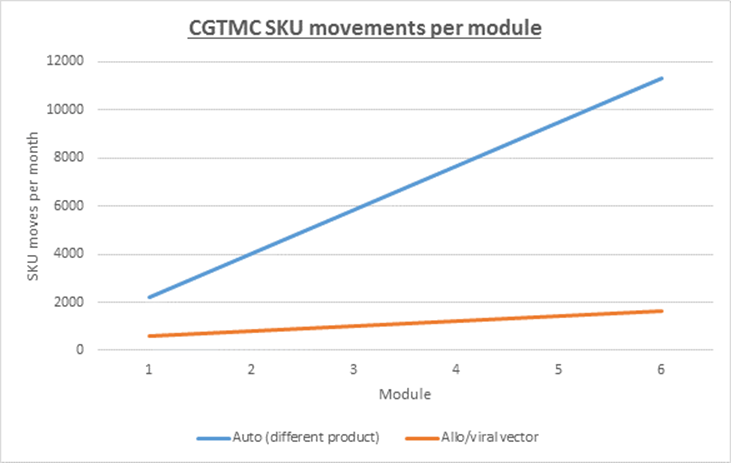 CGTMC SKU movements per module
12000
10000
8000
6000
4000
2000
0
SKU moves per month
1 2 3 4 5 6
Module
Auto (different product) Allo/viral vector